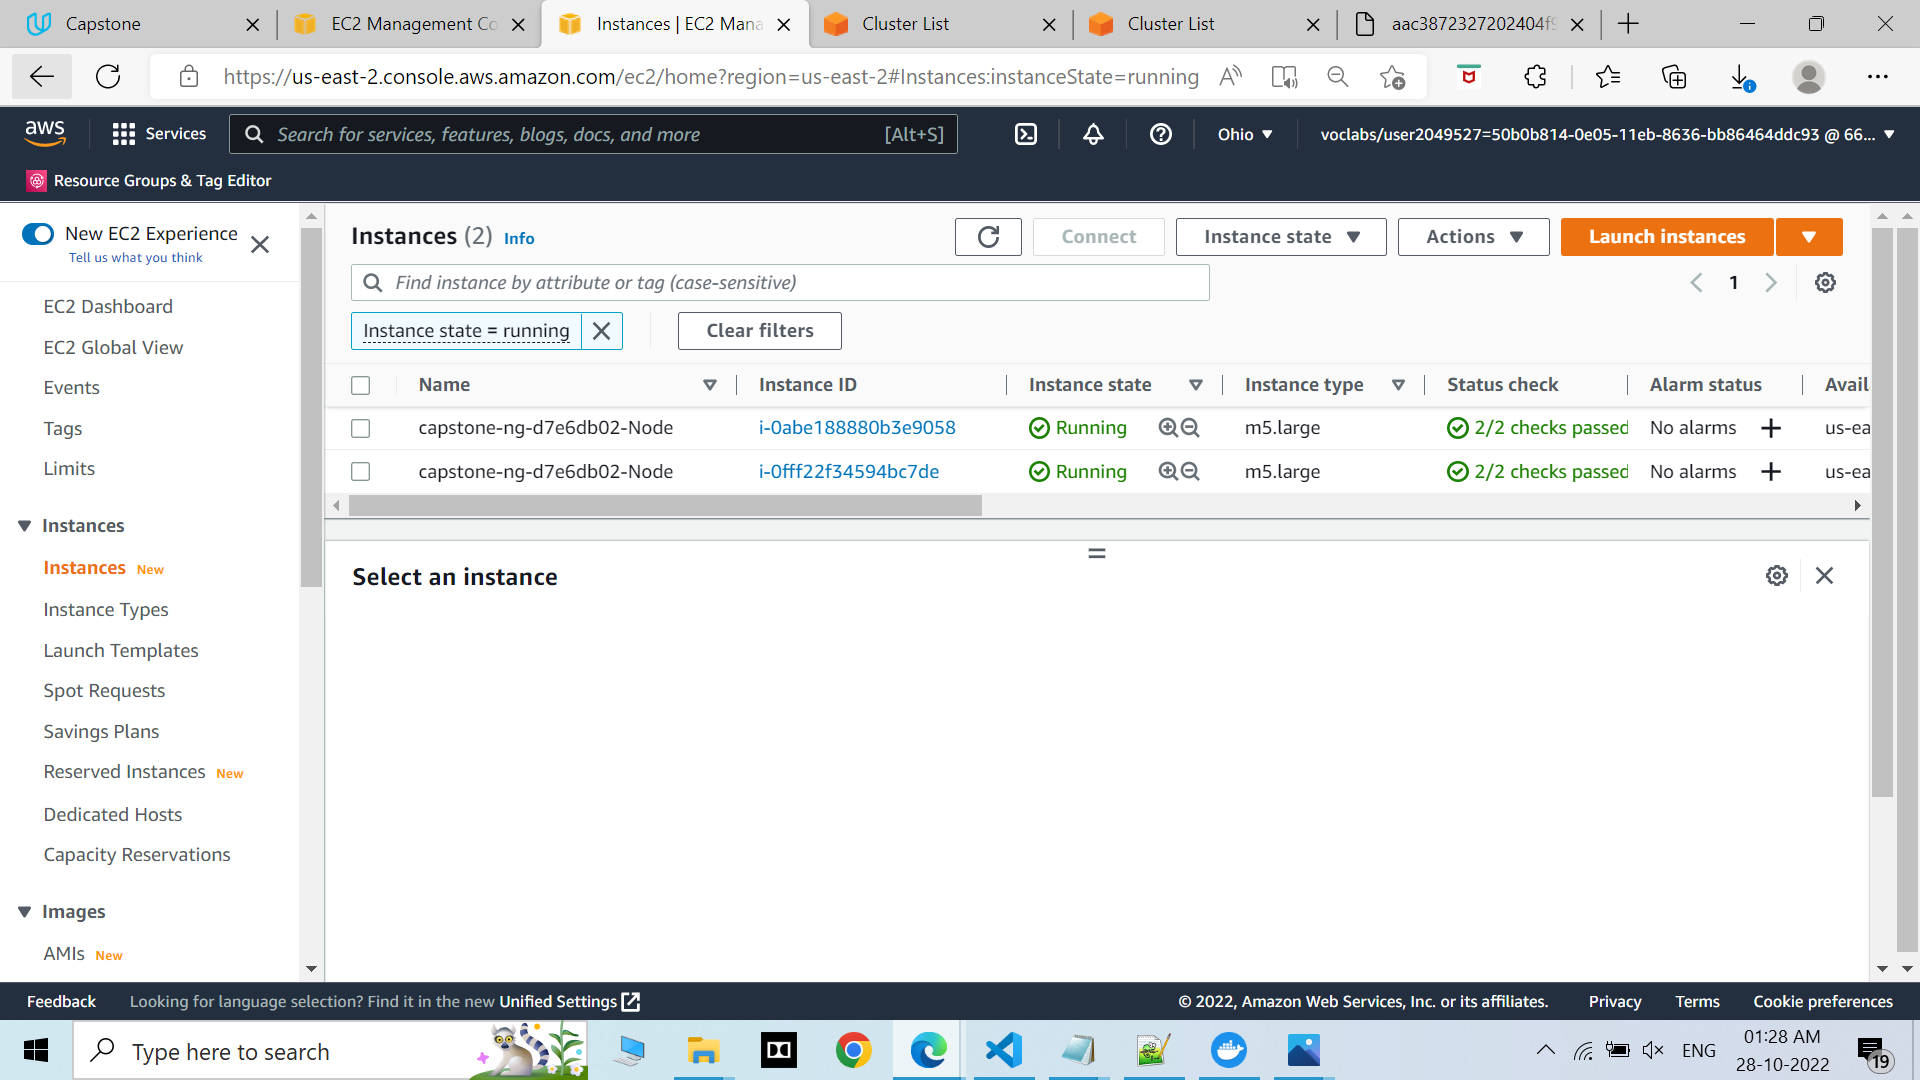 Capstone
EC2 Management Co
Instances | EC2 Mana
Cluster List
Cluster List
aac3872327202404f9
https://us-east-2.console.aws.amazon.com/ec2/home?region=us-east-2#Instances:instanceState=running
aws
Services
Search for services, features, blogs, docs, and more
[Alt+S]
Ohio
voclabs/user2049527=50b0b814-0e05-11eb-8636-bb86464ddc93 @ 66...
Resource Groups & Tag Editor
New EC2 Experience
Tell us what you think
EC2 Dashboard
EC2 Global View
Events
Tags
Limits
Instances
Instances New
Instance Types
Launch Templates
Spot Requests
Savings Plans
Reserved Instances New
Dedicated Hosts
Capacity Reservations
Images
AMIs New
Instances (2) Info
Connect
Instance state
Actions
Launch instances
Find instance by attribute or tag (case-sensitive)
1
Instance state = running
Clear filters
Name Instance ID Instance state Instance type Status check Alarm status Avail
capstone-ng-d7e6db02-Node i-0abe188880b3e9058 Running m5.large 2/2 checks passed No alarms us-ea
capstone-ng-d7e6db02-Node i-0fff22f34594bc7de Running m5.large 2/2 checks passed No alarms us-ea
Select an instance
Feedback
Looking for language selection? Find it in the new Unified Settings
© 2022, Amazon Web Services, Inc. or its affiliates.
Privacy
Terms
Cookie preferences
Type here to search
ENG
01:28 AM
28-10-2022
19